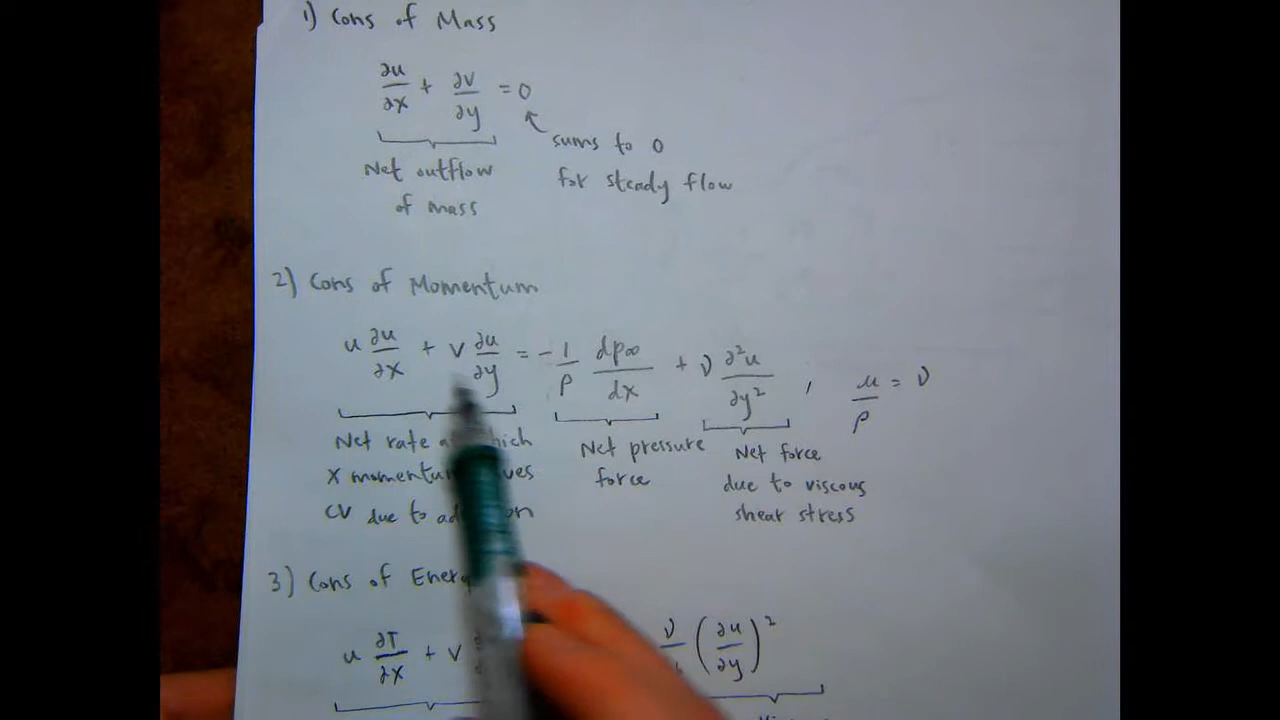 1) Cons of Mass
∂u/∂x + ∂v/∂y = 0
sums to 0
for steady flow
Net outflow
of mass
2) Cons of Momentum
u ∂u/∂x + v ∂u/∂y = - 1/ρ dp∞/dx + ν ∂²u/∂y² , μ/ρ = ν
Net rate
x
CV due to
Net pressure
force
Net force
due to viscous
shear stress
3) Cons of
u ∂T/∂x + v
ν (∂u/∂y)²